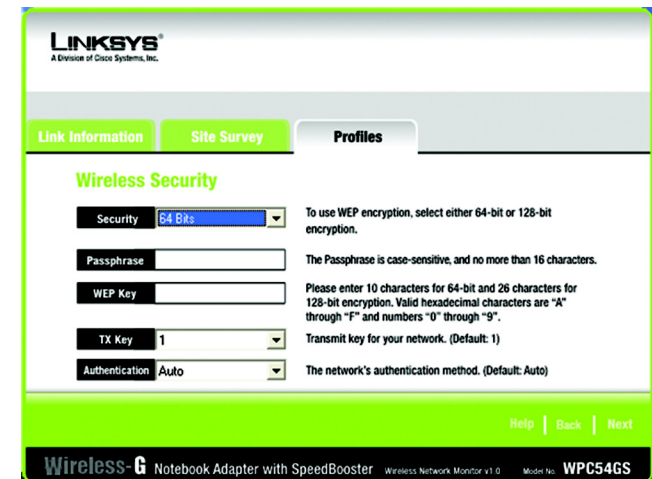 LINKSYS®
A Division of Cisco Systems, Inc.
Link Information
Site Survey
Profiles
Wireless Security
Security
64 Bits
To use WEP encryption, select either 64-bit or 128-bit
encryption.
Passphrase
The Passphrase is case-sensitive, and no more than 16 characters.
WEP Key
Please enter 10 characters for 64-bit and 26 characters for
128-bit encryption. Valid hexadecimal characters are “A”
through “F” and numbers “0” through “9”.
TX Key
1
Transmit key for your network. (Default: 1)
Authentication
Auto
The network's authentication method. (Default: Auto)
Help | Back | Next
Wireless-G Notebook Adapter with SpeedBooster Wireless Network Monitor v1.0 Model No. WPC54GS